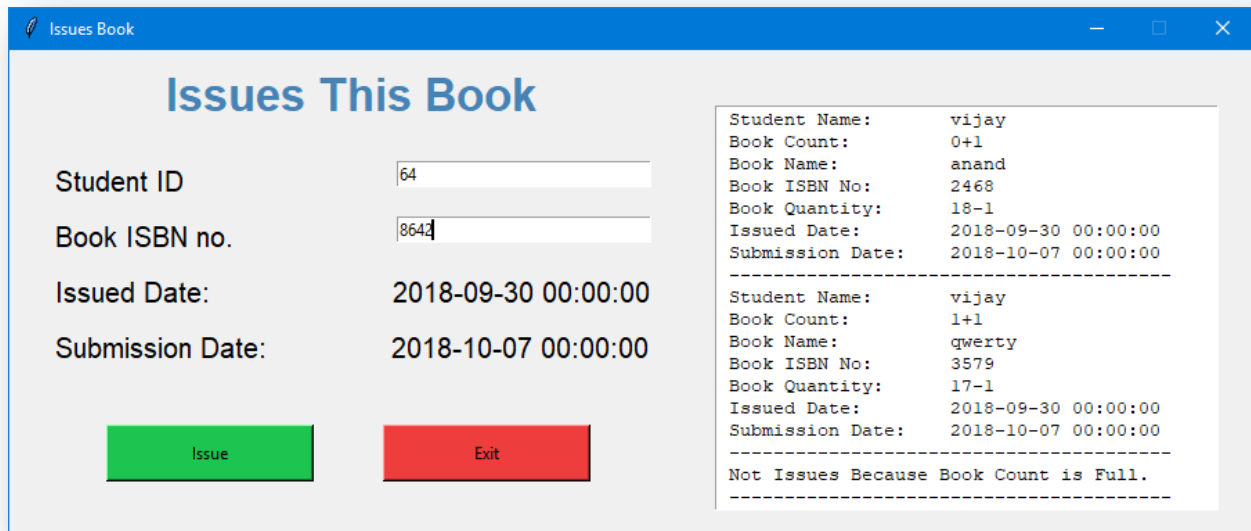 Issues Book
Issues This Book
Student ID 64
Book ISBN no. 8642
Issued Date: 2018-09-30 00:00:00
Submission Date: 2018-10-07 00:00:00
Issue Exit
Student Name: vijay
Book Count: 0+1
Book Name: anand
Book ISBN No: 2468
Book Quantity: 18-1
Issued Date: 2018-09-30 00:00:00
Submission Date: 2018-10-07 00:00:00
----------------------------------------
Student Name: vijay
Book Count: 1+1
Book Name: qwerty
Book ISBN No: 3579
Book Quantity: 17-1
Issued Date: 2018-09-30 00:00:00
Submission Date: 2018-10-07 00:00:00
----------------------------------------
Not Issues Because Book Count is Full.
----------------------------------------